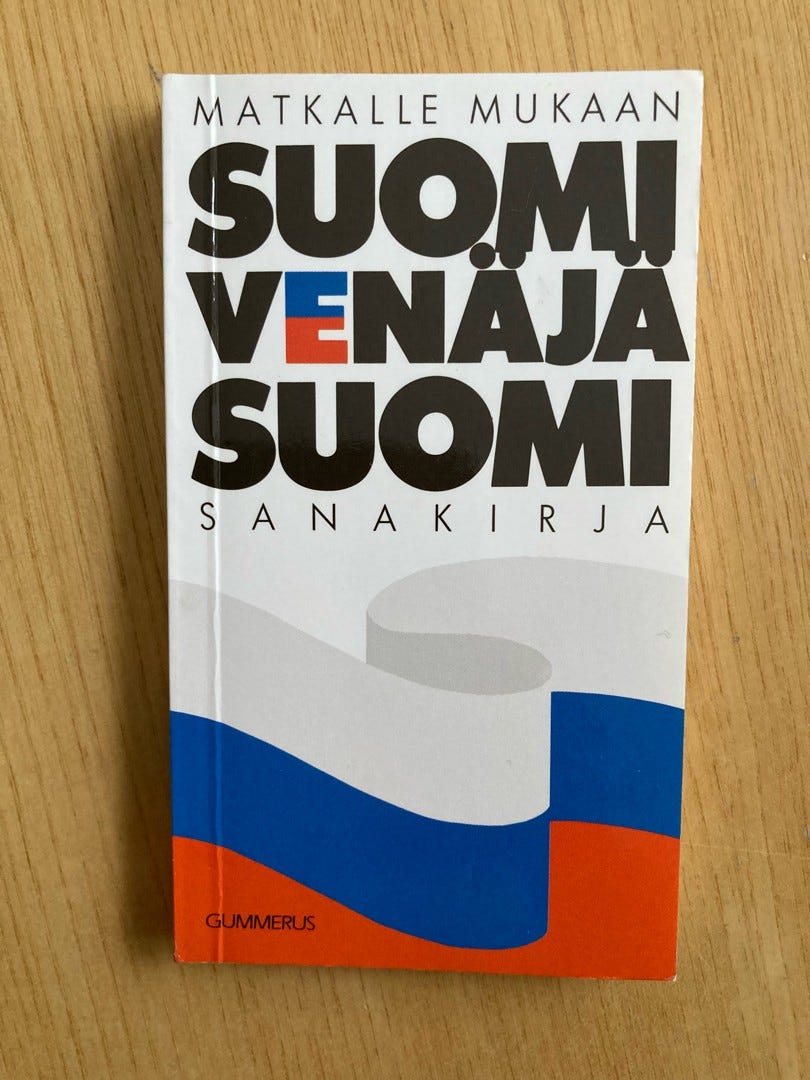 MATKALLE MUKAAN
SUOMI
VENÄJÄ
SUOMI
SANAKIRJA
GUMMERUS